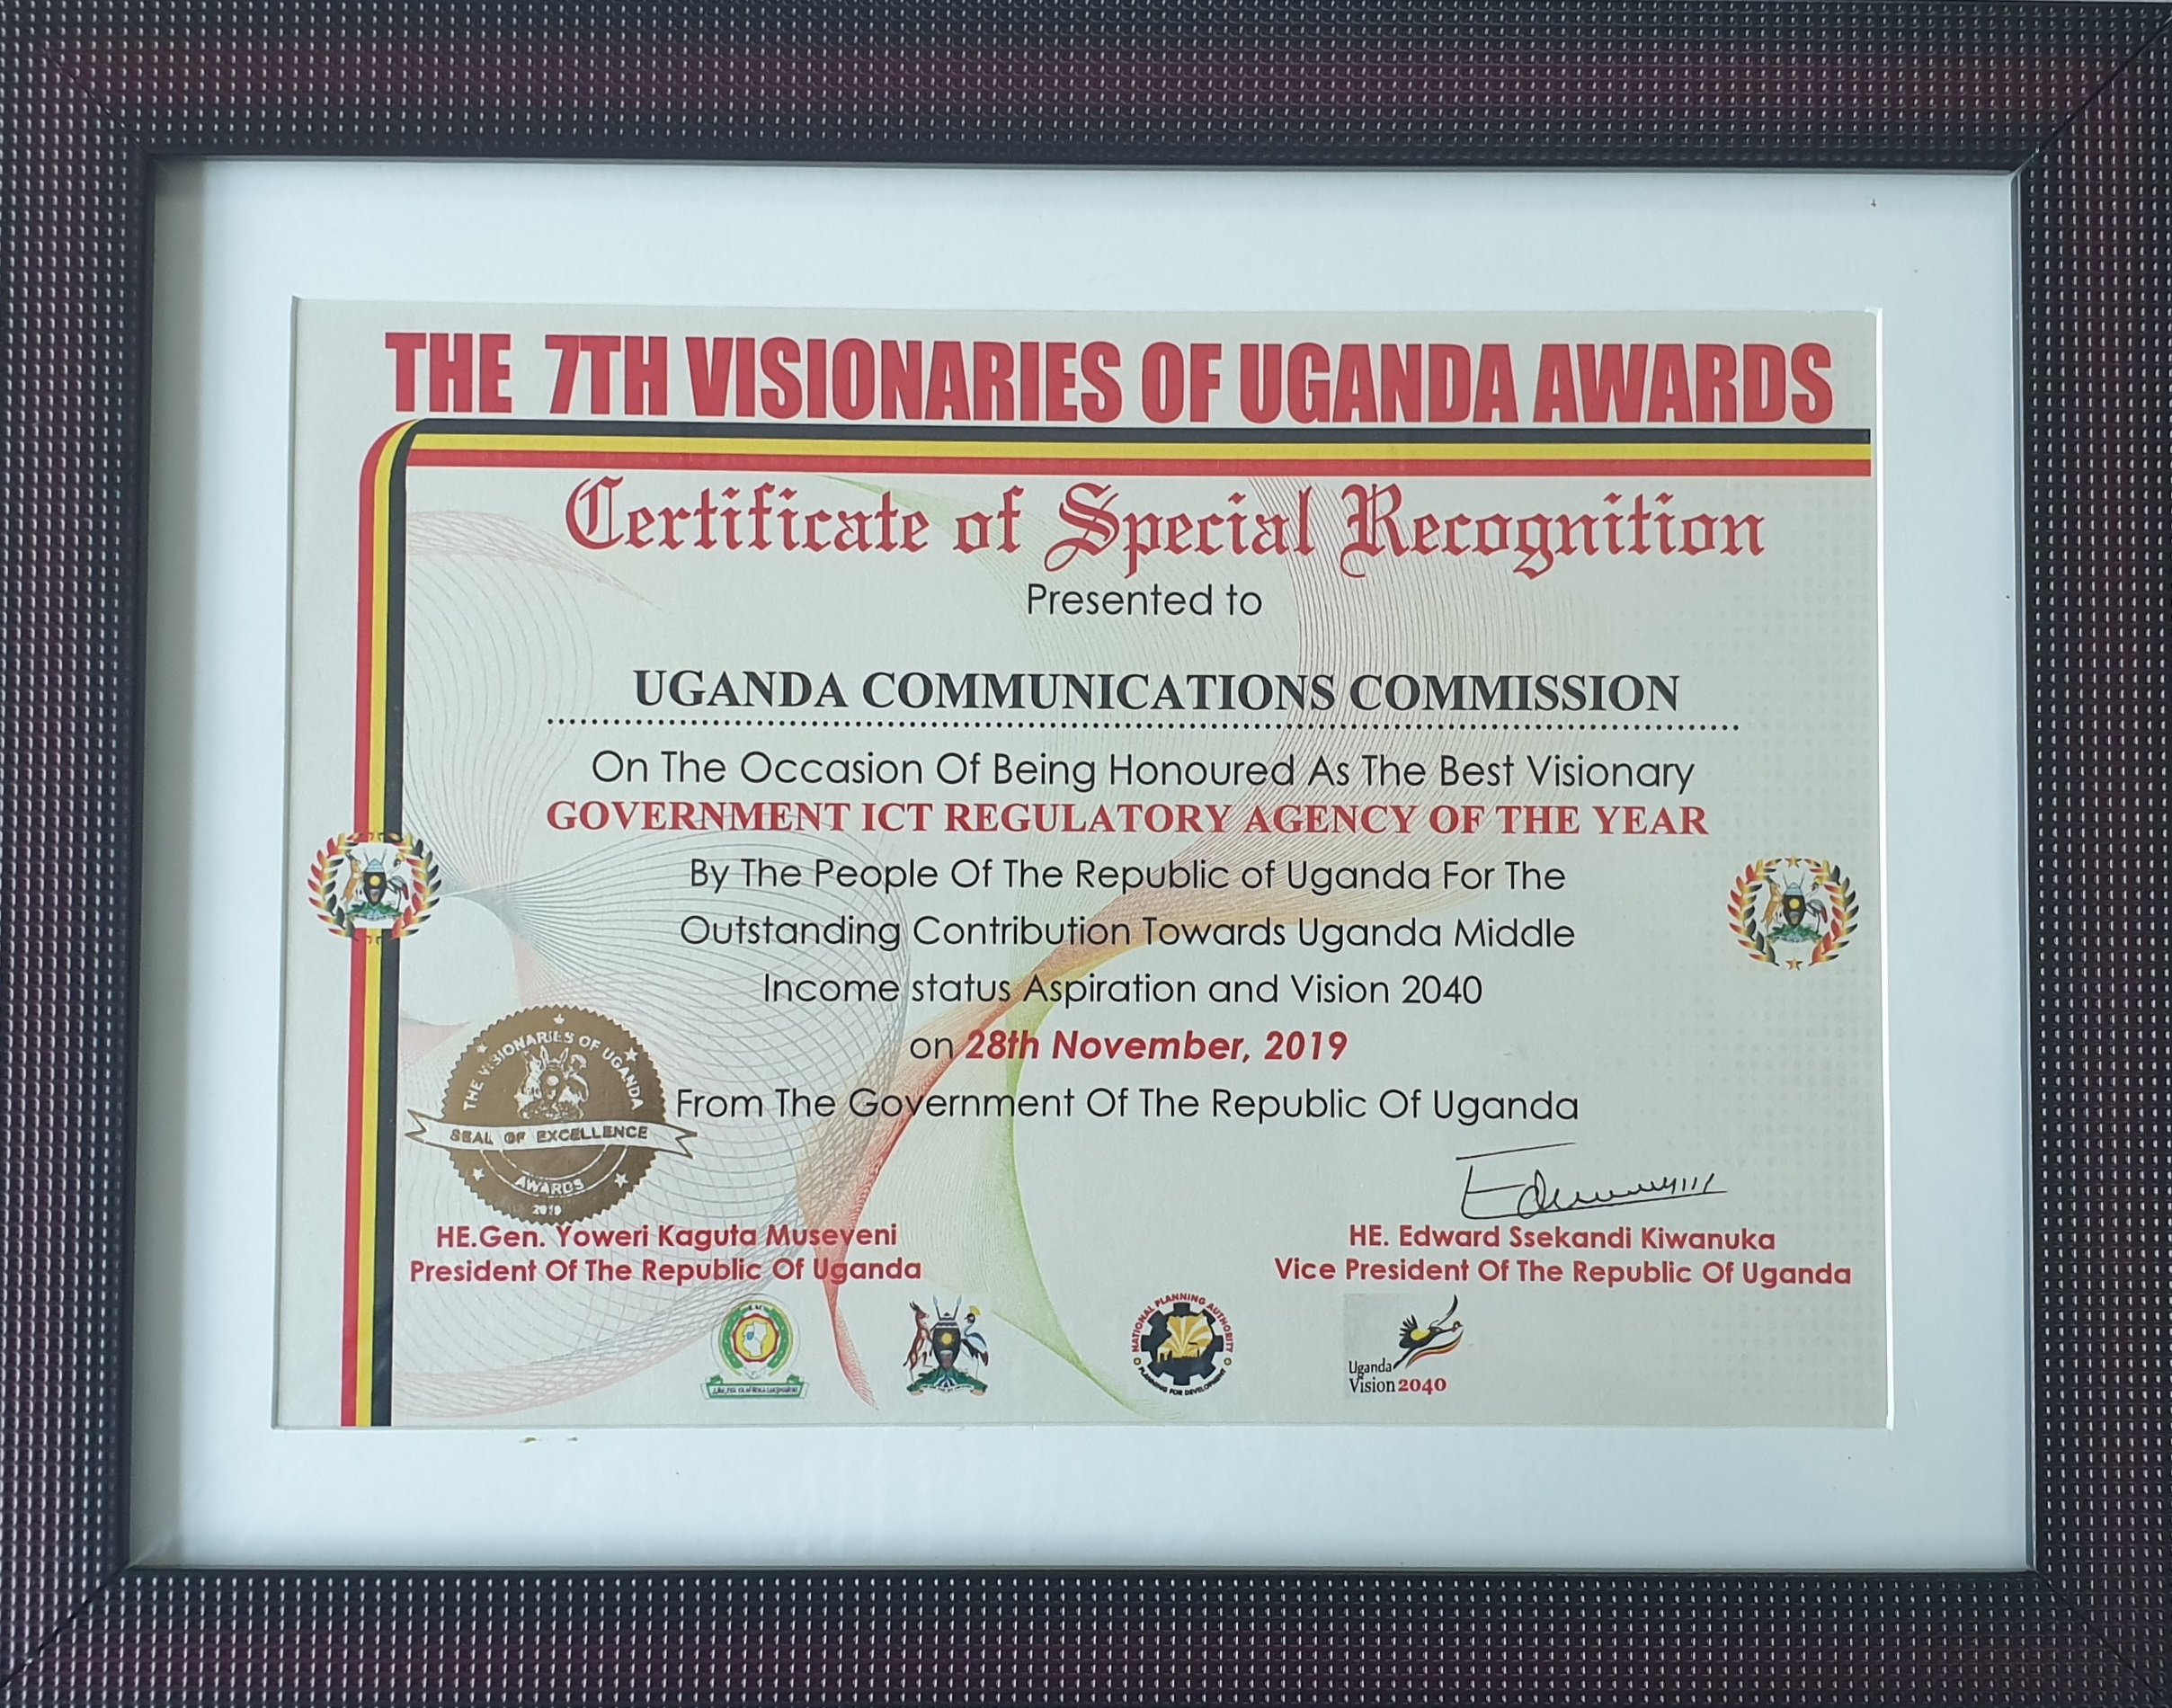 THE 7TH VISIONARIES OF UGANDA AWARDS
Certificate of Special Recognition
Presented to
UGANDA COMMUNICATIONS COMMISSION
On The Occasion Of Being Honoured As The Best Visionary
GOVERNMENT ICT REGULATORY AGENCY OF THE YEAR
By The People Of The Republic of Uganda For The
Outstanding Contribution Towards Uganda Middle
Income status Aspiration and Vision 2040
on 28th November, 2019
From The Government Of The Republic Of Uganda
THE VISIONARIES OF UGANDA
SEAL OF EXCELLENCE
AWARDS
2019
HE.Gen. Yoweri Kaguta Museveni
President Of The Republic Of Uganda
HE. Edward Ssekandi Kiwanuka
Vice President Of The Republic Of Uganda
NATIONAL PLANNING AUTHORITY
PLANNING FOR DEVELOPMENT
Uganda
Vision 2040